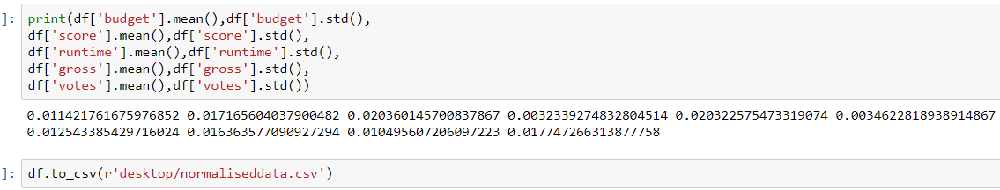 ]: print(df['budget'].mean(),df['budget'].std(),
df['score'].mean(),df['score'].std(),
df['runtime'].mean(),df['runtime'].std(),
df['gross'].mean(),df['gross'].std(),
df['votes'].mean(),df['votes'].std())
0.011421761675976852 0.017165604037900482 0.020360145700837867 0.0032339274832804514 0.020322575473319074 0.0034622818938914867
0.012543385429716024 0.016363577090927294 0.010495607206097223 0.017747266313877758
]: df.to_csv(r'desktop/normaliseddata.csv')